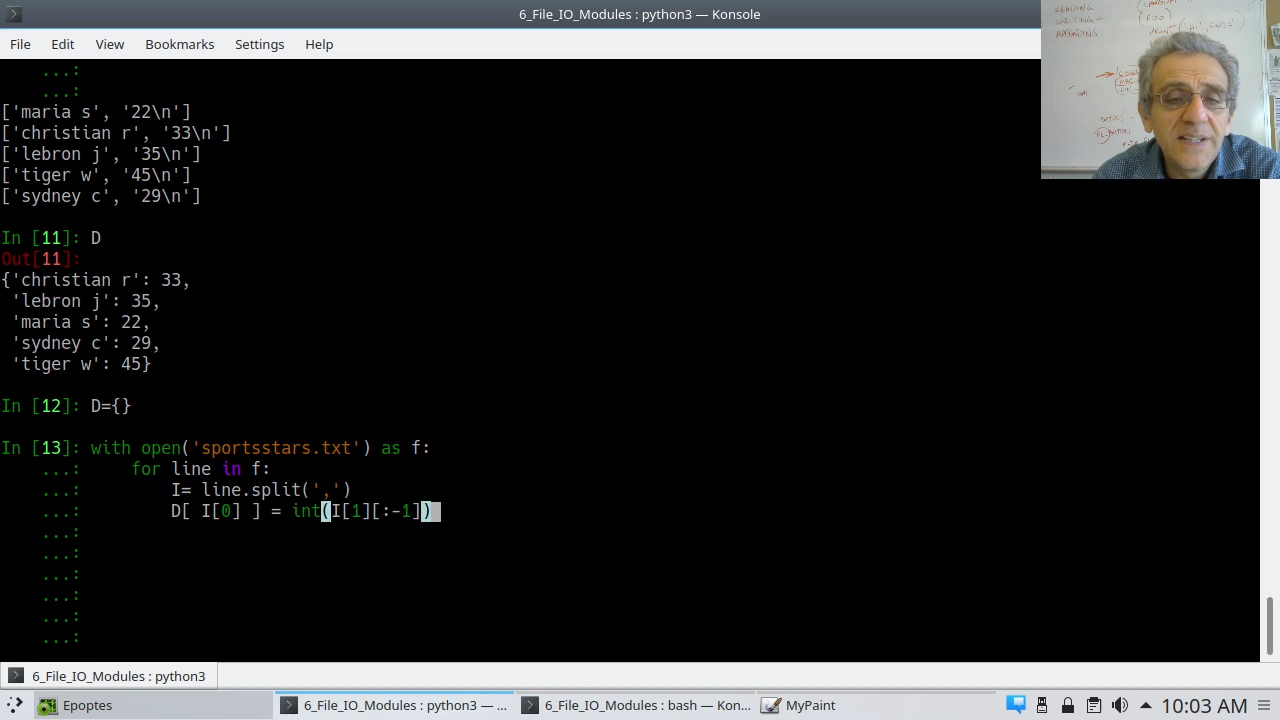 6_File_IO_Modules : python3 — Konsole
File Edit View Bookmarks Settings Help
...:
...:
['maria s', '22\n']
['christian r', '33\n']
['lebron j', '35\n']
['tiger w', '45\n']
['sydney c', '29\n']
In [11]: D
Out[11]:
{'christian r': 33,
'lebron j': 35,
'maria s': 22,
'sydney c': 29,
'tiger w': 45}
In [12]: D={}
In [13]: with open('sportsstars.txt') as f:
...: for line in f:
...: I= line.split(',')
...: D[ I[0] ] = int(I[1][:-1])
...:
...:
...:
...:
...:
...:
READING
WRITING
APPENDING
6_File_IO_Modules : python3
Epoptes
6_File_IO_Modules : python3 — ...
6_File_IO_Modules : bash — Kon...
MyPaint
10:03 AM